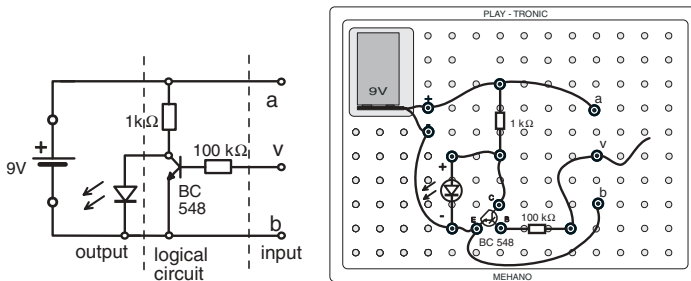 a
1kΩ
100 kΩ
v
+
9V
BC
548
b
output
logical
circuit
input
PLAY - TRONIC
9V
+
-
a
1 kΩ
v
+
C
b
-
E
B
100 kΩ
BC 548
MEHANO